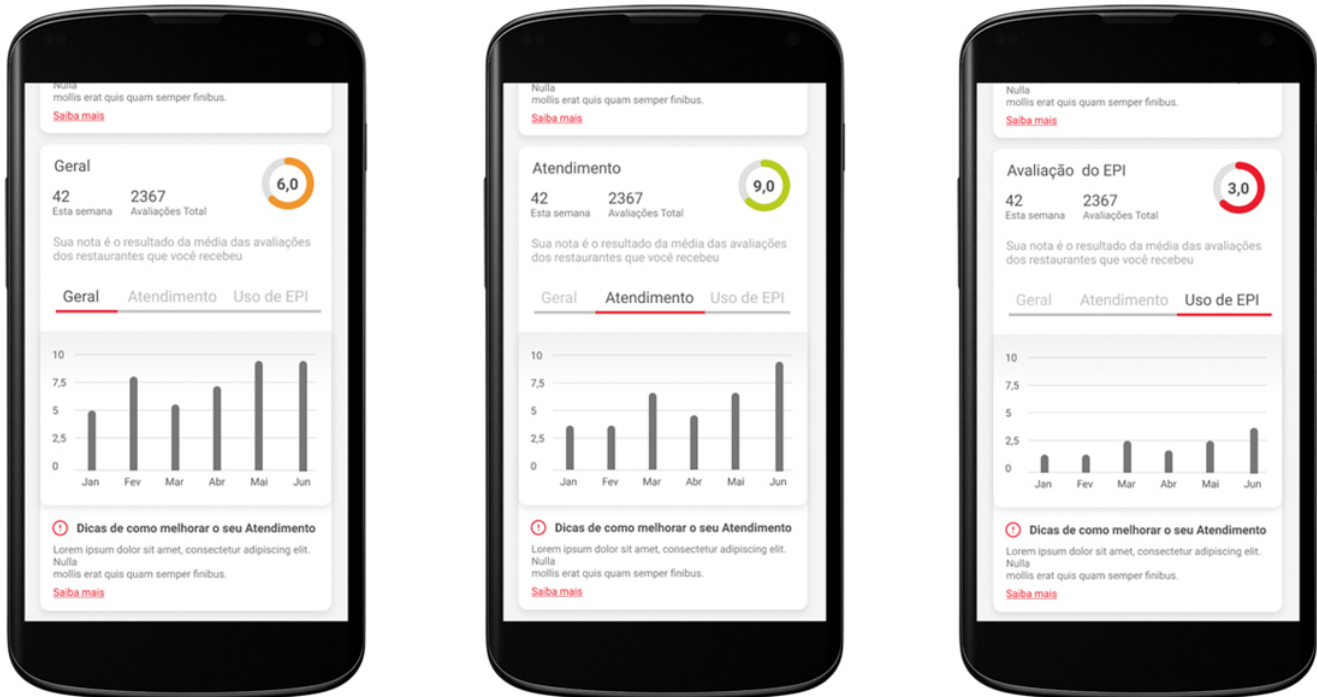 Nulla
mollis erat quis quam semper finibus.
Saiba mais
Geral
6,0
42
2367
Esta semana
Avaliações Total
Sua nota é o resultado da média das avaliações
dos restaurantes que você recebeu
Geral Atendimento Uso de EPI
10
7,5
5
2,5
0
Jan Fev Mar Abr Mai Jun
Dicas de como melhorar o seu Atendimento
Lorem ipsum dolor sit amet, consectetur adipiscing elit.
Nulla
mollis erat quis quam semper finibus.
Saiba mais
Nulla
mollis erat quis quam semper finibus.
Saiba mais
Atendimento
9,0
42
2367
Esta semana
Avaliações Total
Sua nota é o resultado da média das avaliações
dos restaurantes que você recebeu
Geral Atendimento Uso de EPI
10
7,5
5
2,5
0
Jan Fev Mar Abr Mai Jun
Dicas de como melhorar o seu Atendimento
Lorem ipsum dolor sit amet, consectetur adipiscing elit.
Nulla
mollis erat quis quam semper finibus.
Saiba mais
Nulla
mollis erat quis quam semper finibus.
Saiba mais
Avaliação do EPI
3,0
42
2367
Esta semana
Avaliações Total
Sua nota é o resultado da média das avaliações
dos restaurantes que você recebeu
Geral Atendimento Uso de EPI
10
7,5
5
2,5
0
Jan Fev Mar Abr Mai Jun
Dicas de como melhorar o seu Atendimento
Lorem ipsum dolor sit amet, consectetur adipiscing elit.
Nulla
mollis erat quis quam semper finibus.
Saiba mais